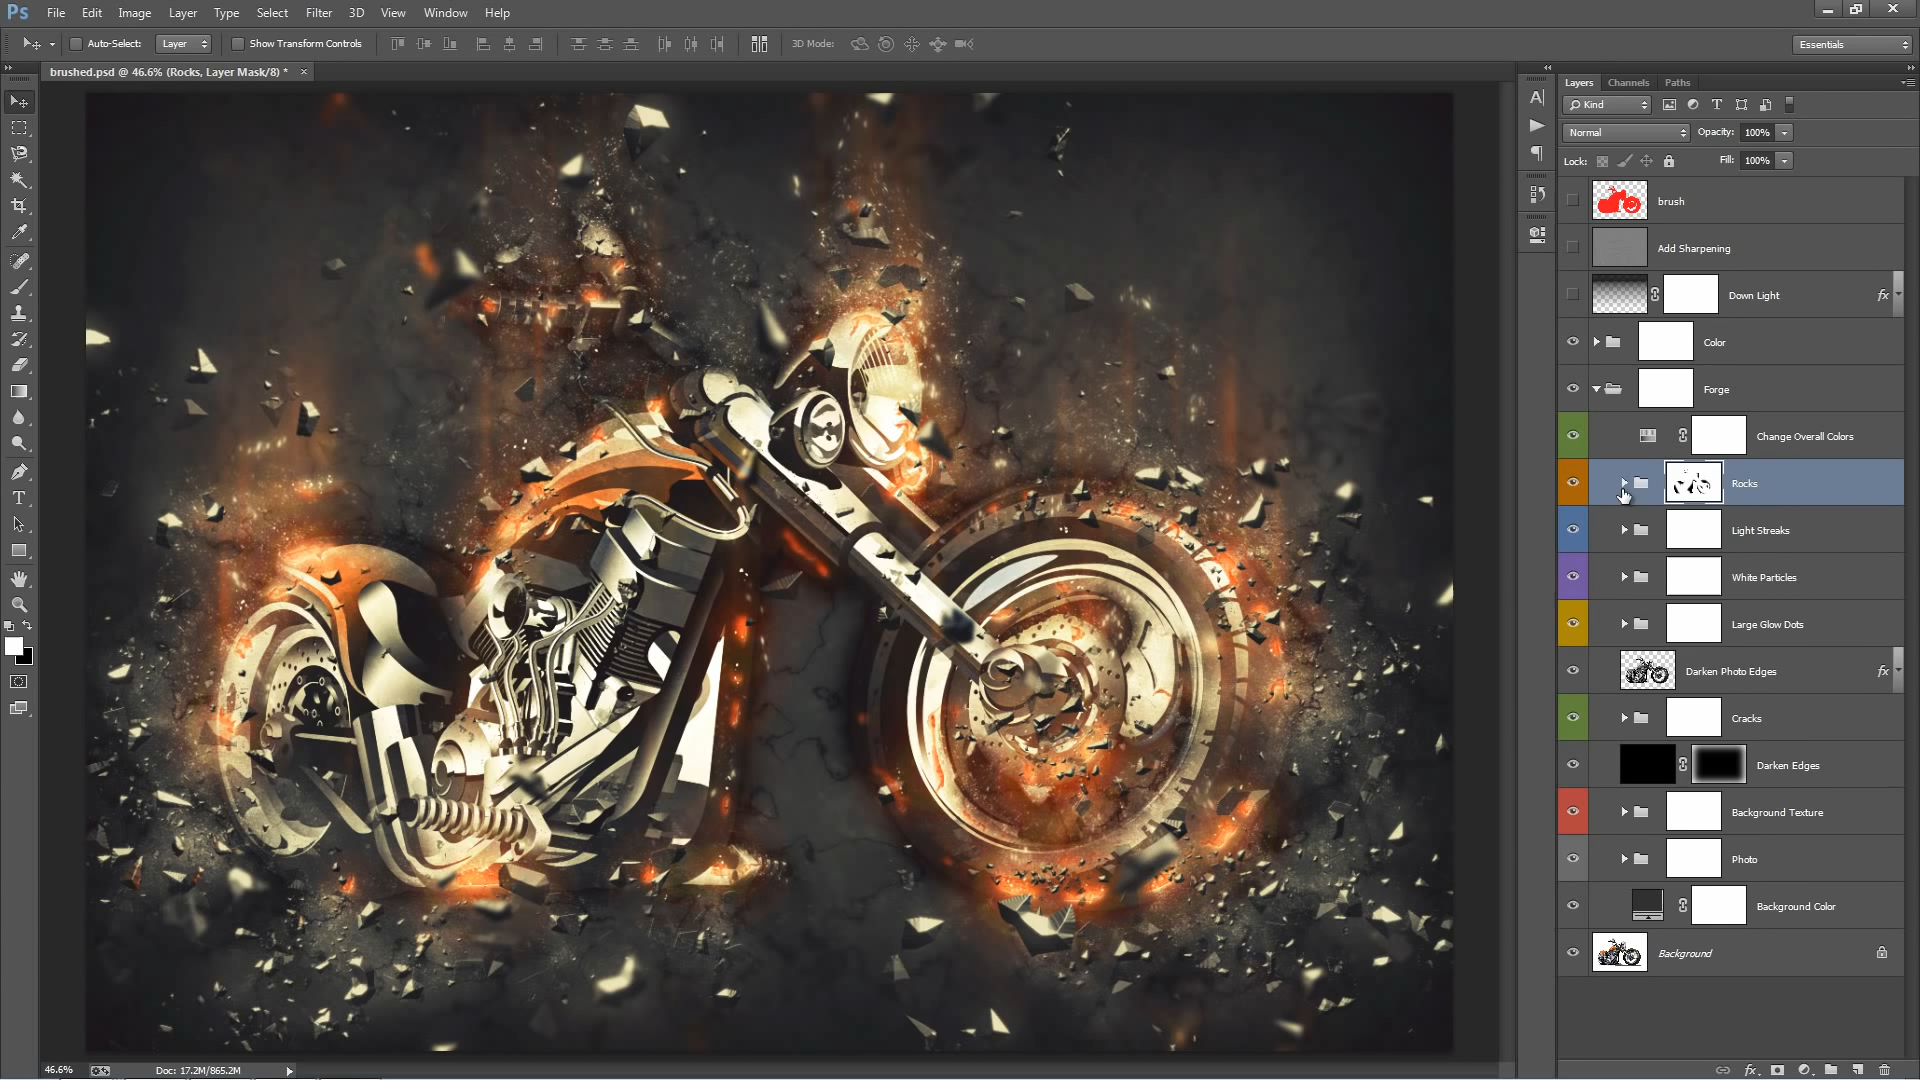 Ps File Edit Image Layer Type Select Filter 3D View Window Help
Auto-Select: Layer Show Transform Controls 3D Mode: Essentials
brushed.psd @ 46.6% (Rocks, Layer Mask/8) * ×
Layers Channels Paths
Kind
Normal Opacity: 100%
Lock: Fill: 100%
brush
Add Sharpening
Down Light fx
Color
Forge
Change Overall Colors
Rocks
Light Streaks
White Particles
Large Glow Dots
Darken Photo Edges fx
Cracks
Darken Edges
Background Texture
Photo
Background Color
Background
46.6% Doc: 17.2M/865.2M fx